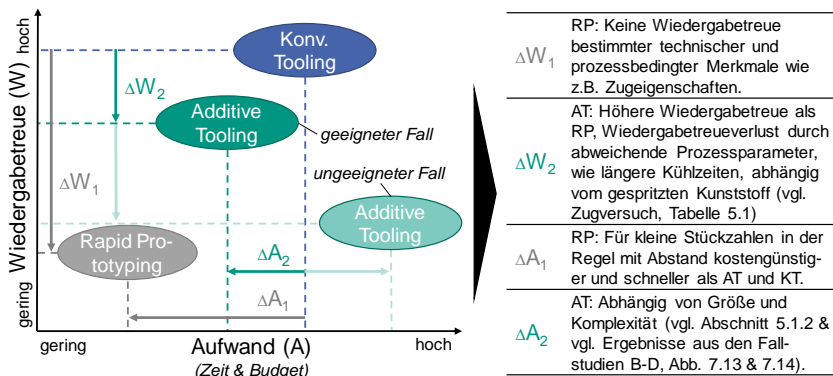 Wiedergabetreue (W)
hoch
gering
Konv.
Tooling
ΔW2
Additive
Tooling
geeigneter Fall
ungeeigneter Fall
ΔW1
Additive
Tooling
Rapid Pro-
totyping
ΔA2
ΔA1
gering
Aufwand (A)
hoch
(Zeit & Budget)
ΔW1
RP: Keine Wiedergabetreue
bestimmter technischer und
prozessbedingter Merkmale wie
z.B. Zugeigenschaften.
ΔW2
AT: Höhere Wiedergabetreue als
RP, Wiedergabetreueverlust durch
abweichende Prozessparameter,
wie längere Kühlzeiten, abhängig
vom gespritzten Kunststoff (vgl.
Zugversuch, Tabelle 5.1)
ΔA1
RP: Für kleine Stückzahlen in der
Regel mit Abstand kostengünstig-
er und schneller als AT und KT.
ΔA2
AT: Abhängig von Größe und
Komplexität (vgl. Abschnitt 5.1.2 &
vgl. Ergebnisse aus den Fall-
studien B-D, Abb. 7.13 & 7.14).